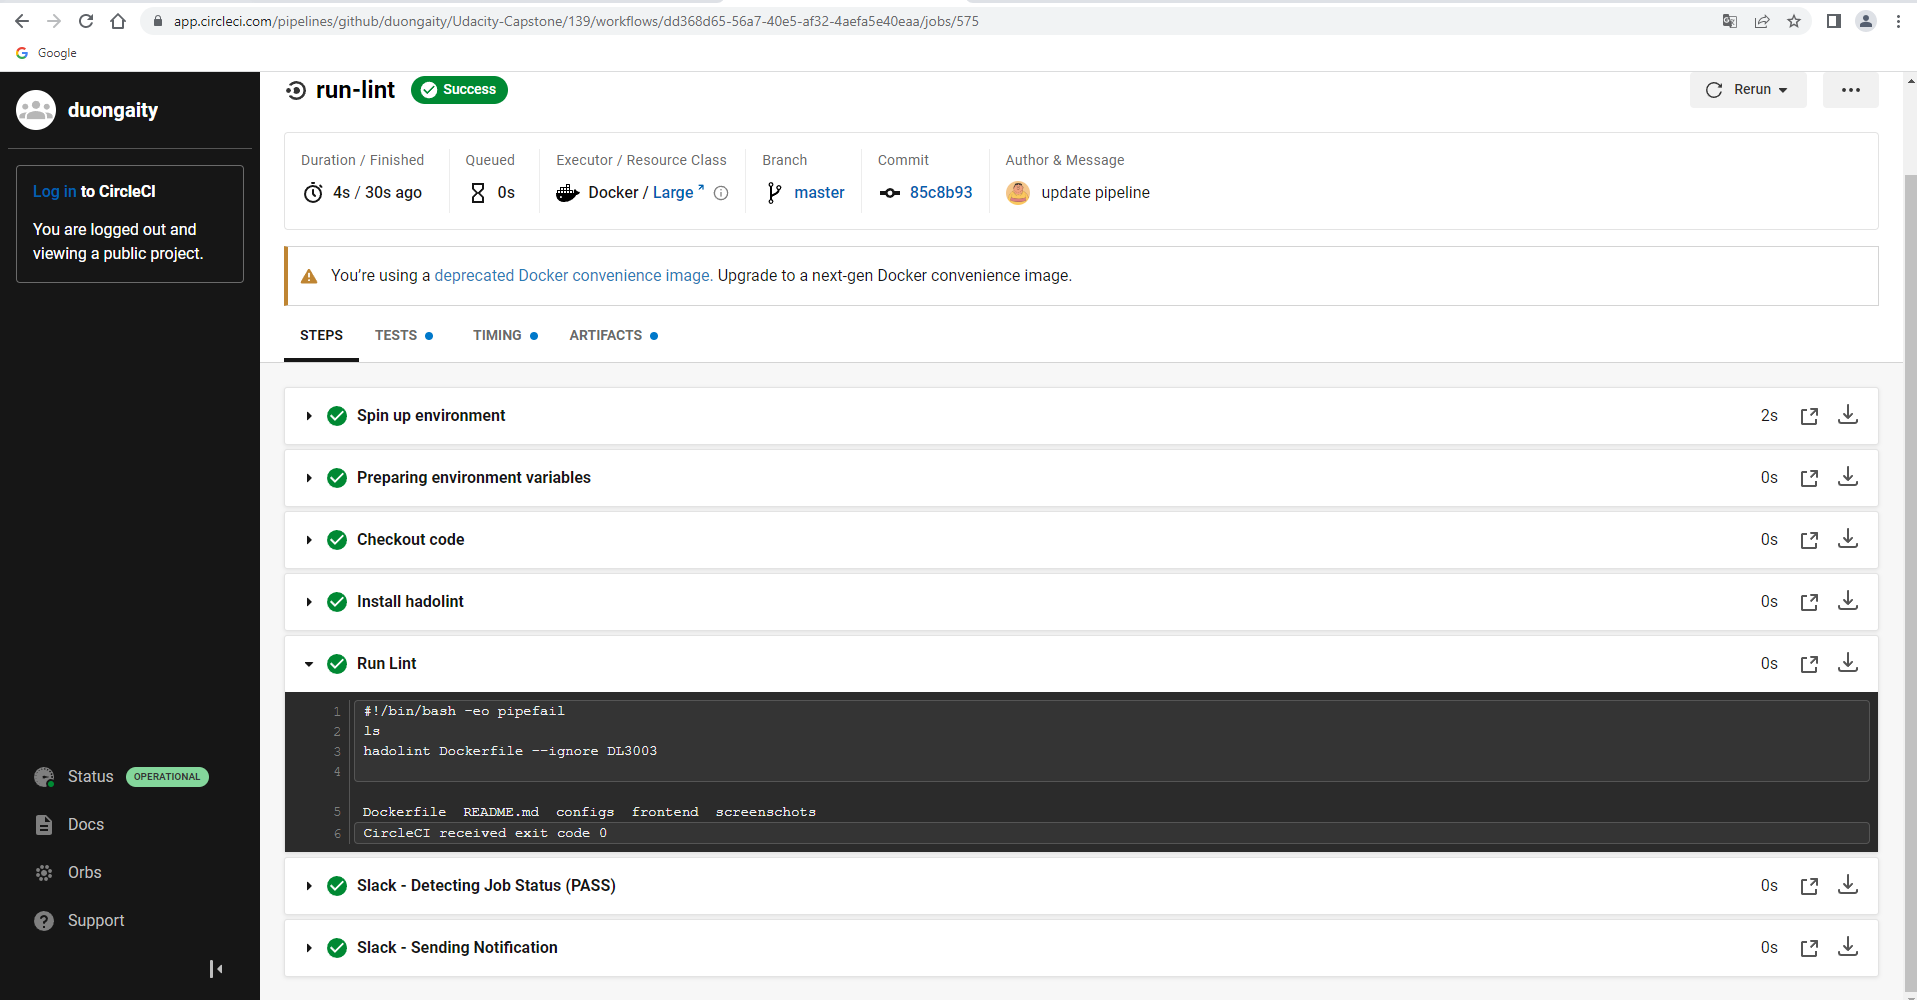 app.circleci.com/pipelines/github/duongaity/Udacity-Capstone/139/workflows/dd368d65-56a7-40e5-af32-4aefa5e40eaa/jobs/575
Google
duongaity
Log in to CircleCI
You are logged out and
viewing a public project.
Status OPERATIONAL
Docs
Orbs
Support
run-lint Success
Rerun
Duration / Finished
4s / 30s ago
Queued
0s
Executor / Resource Class
Docker / Large
Branch
master
Commit
85c8b93
Author & Message
update pipeline
You’re using a deprecated Docker convenience image. Upgrade to a next-gen Docker convenience image.
STEPS TESTS TIMING ARTIFACTS
Spin up environment 2s
Preparing environment variables 0s
Checkout code 0s
Install hadolint 0s
Run Lint 0s
1 #!/bin/bash -eo pipefail
2 ls
3 hadolint Dockerfile --ignore DL3003
4
5 Dockerfile README.md configs frontend screenschots
6 CircleCI received exit code 0
Slack - Detecting Job Status (PASS) 0s
Slack - Sending Notification 0s